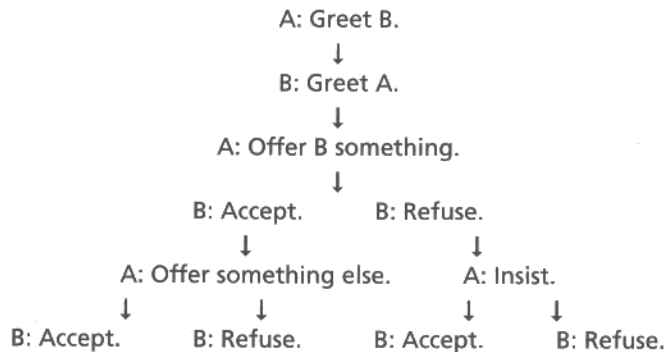 A: Greet B.
B: Greet A.
A: Offer B something.
B: Accept. B: Refuse.
A: Offer something else. A: Insist.
B: Accept. B: Refuse. B: Accept. B: Refuse.